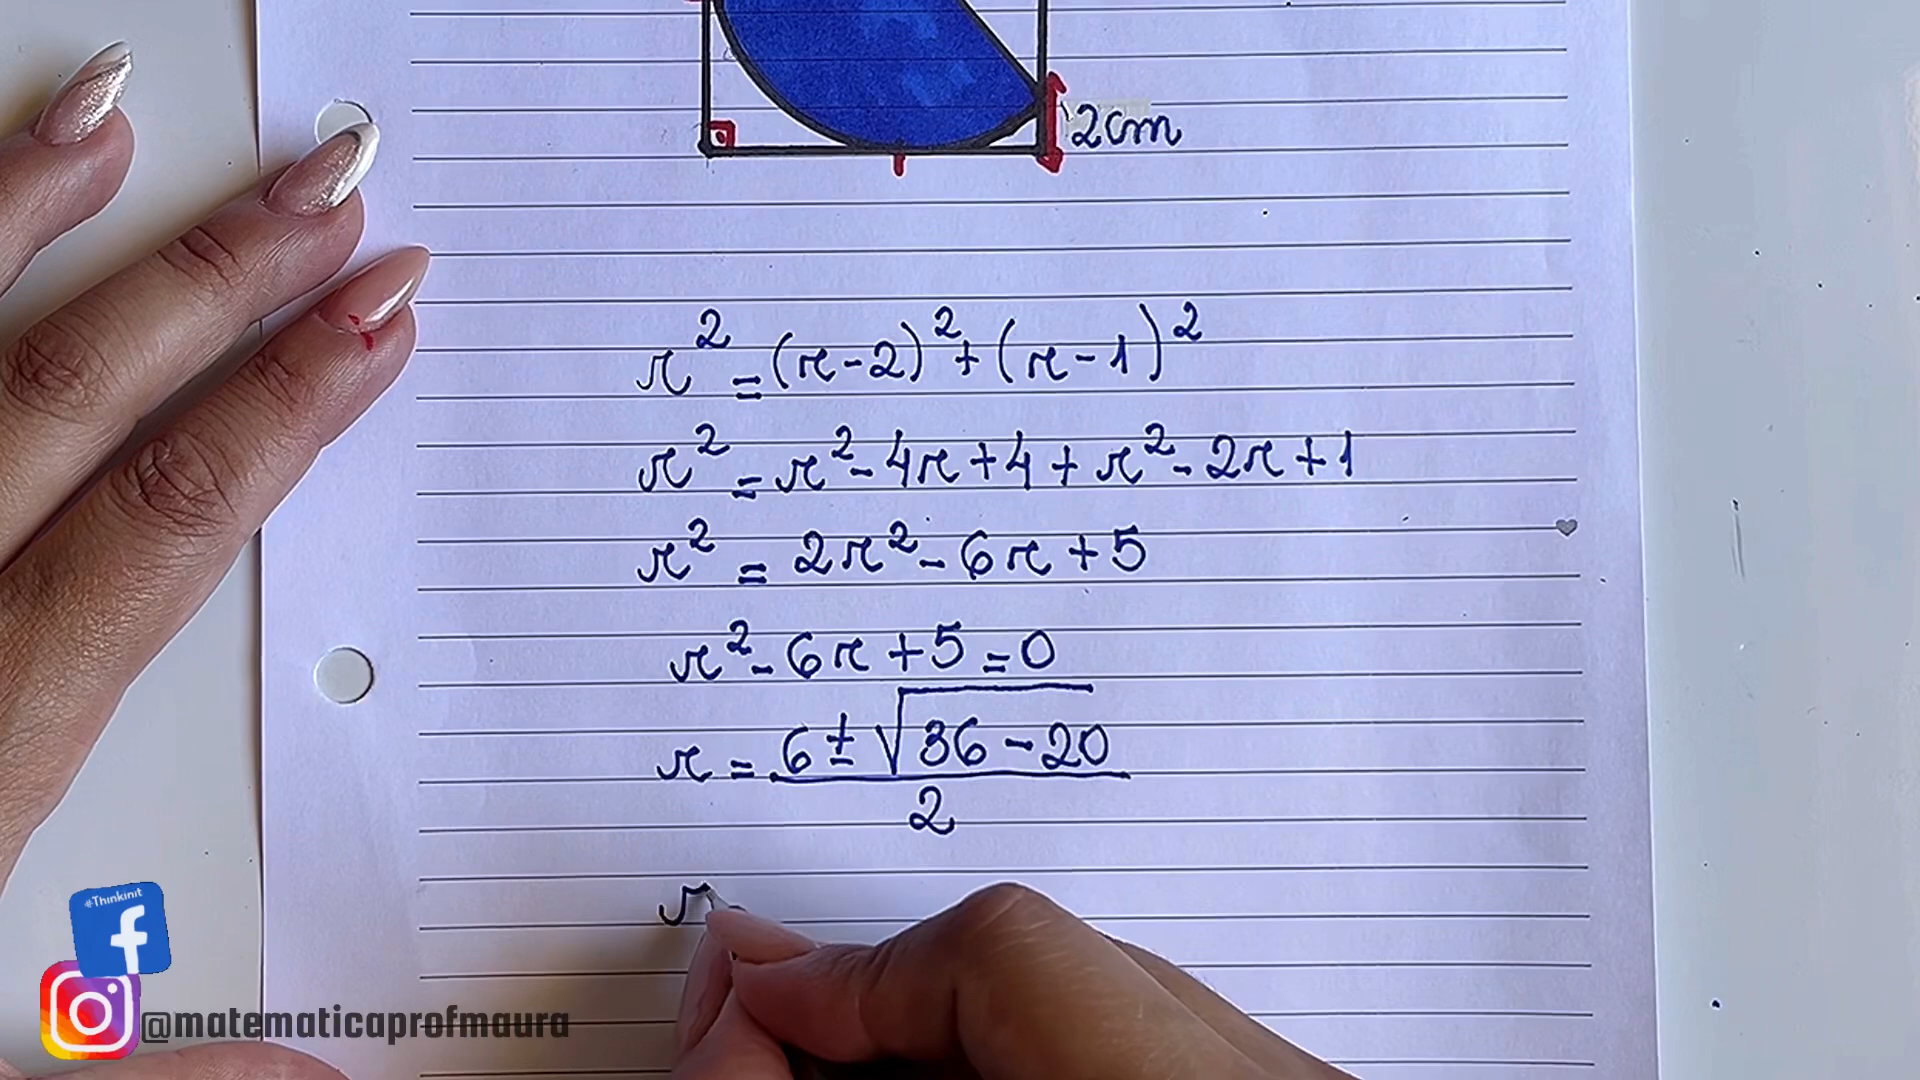 2cm
r² = (r-2)² + (r-1)²
r² = r² - 4r + 4 + r² - 2r + 1
r² = 2r² - 6r + 5
r² - 6r + 5 = 0
r = 6 ± √36 - 20
2
r
#Thinkinit
@matematicaprofmaura